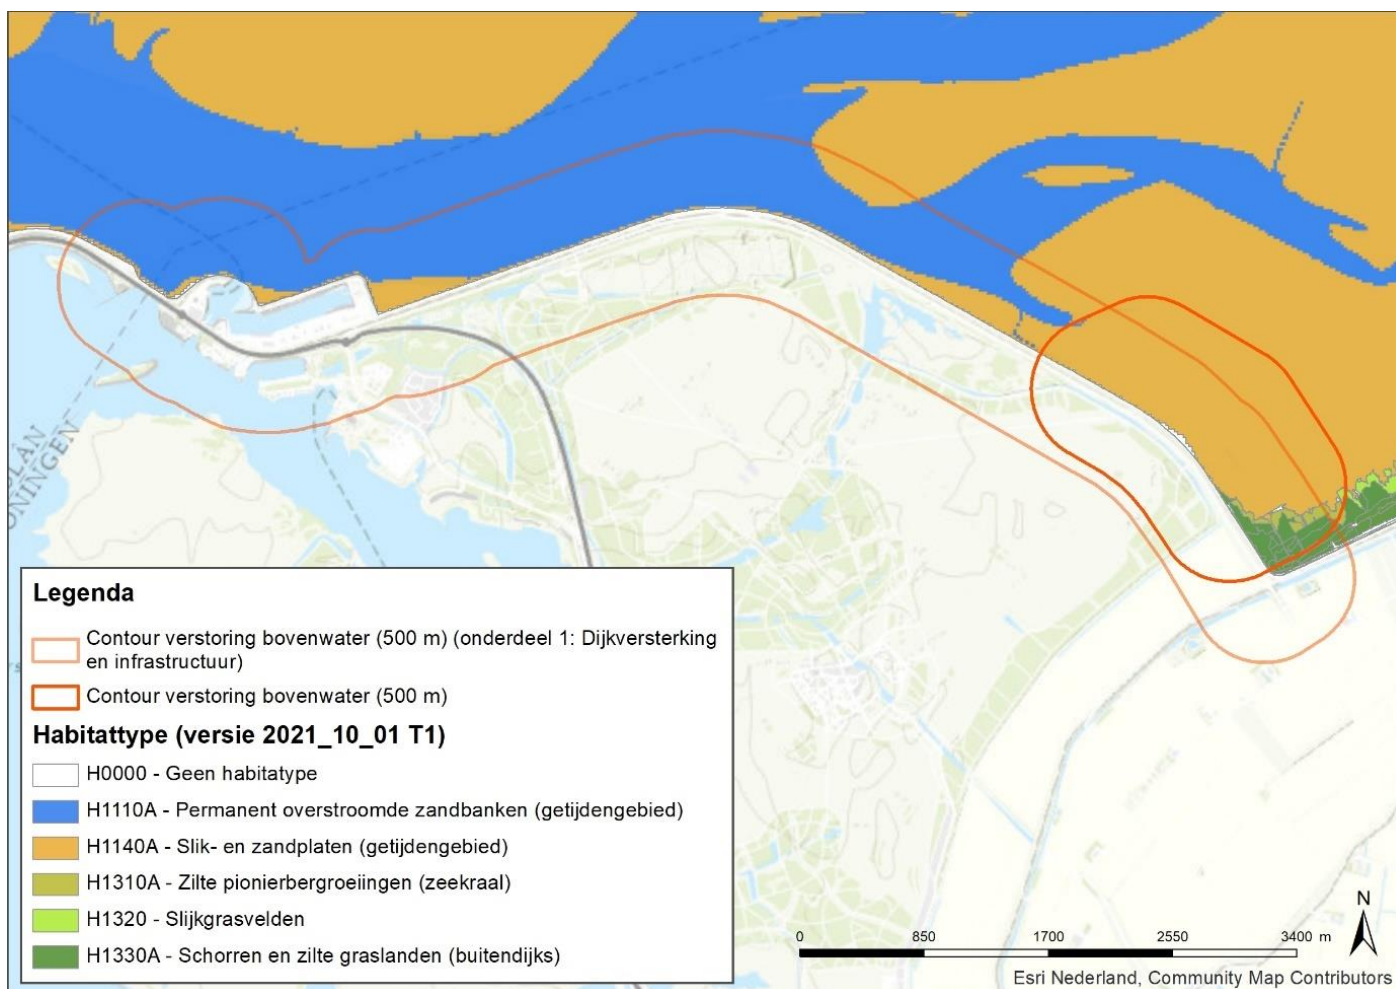 Legenda
Contour verstoring bovenwater (500 m) (onderdeel 1: Dijkversterking
en infrastructuur)
Contour verstoring bovenwater (500 m)
Habitattype (versie 2021_10_01 T1)
H0000 - Geen habitatype
H1110A - Permanent overstroomde zandbanken (getijdengebied)
H1140A - Slik- en zandplaten (getijdengebied)
H1310A - Zilte pionierbergroeiingen (zeekraal)
H1320 - Slijkgrasvelden
H1330A - Schorren en zilte graslanden (buitendijks)
N
0 850 1700 2550 3400 m
Esri Nederland, Community Map Contributors